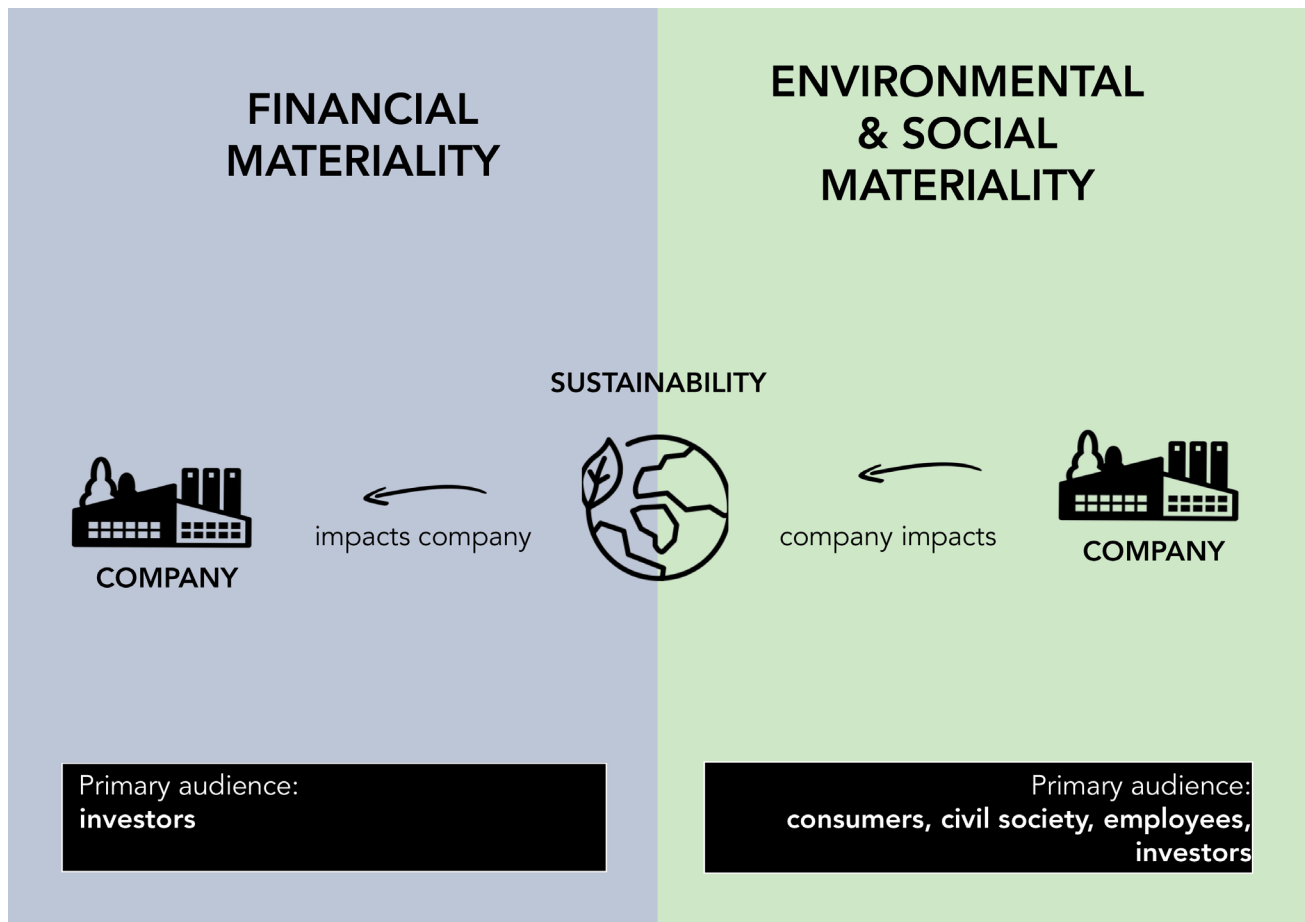 FINANCIAL
MATERIALITY
ENVIRONMENTAL
& SOCIAL
MATERIALITY
SUSTAINABILITY
impacts company
company impacts
COMPANY
COMPANY
Primary audience:
investors
Primary audience:
consumers, civil society, employees,
investors